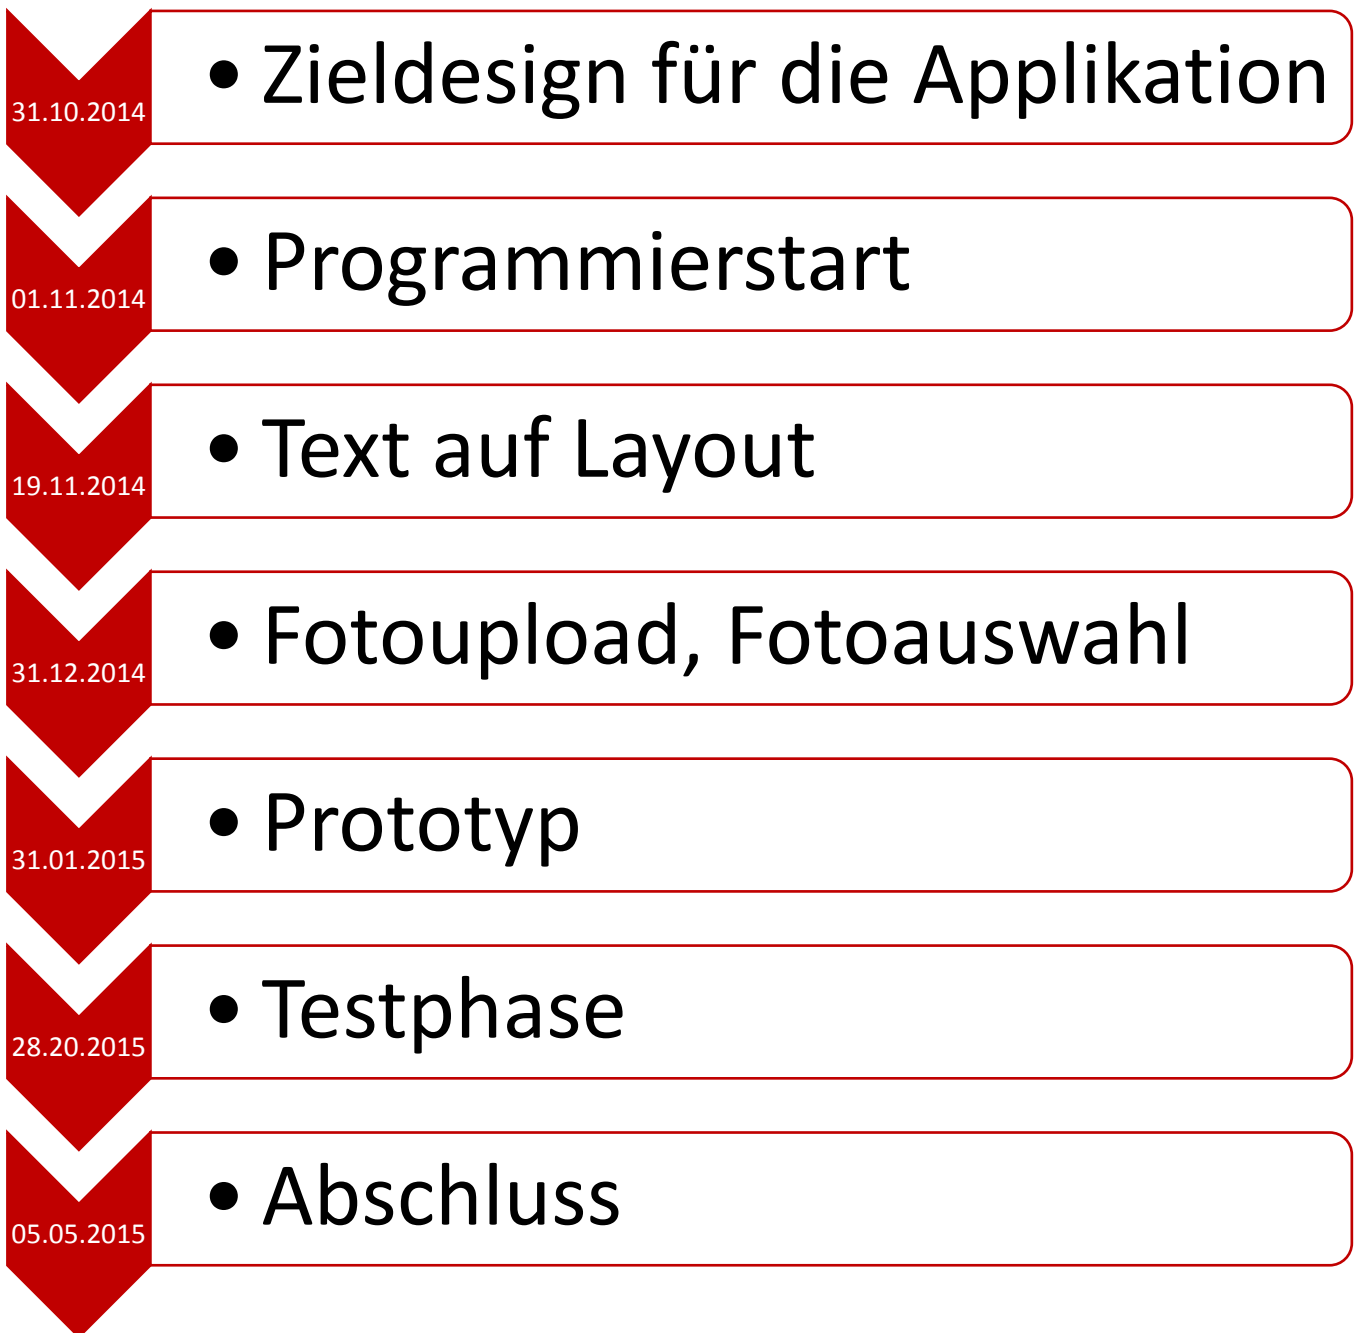 31.10.2014
• Zieldesign für die Applikation
01.11.2014
• Programmierstart
19.11.2014
• Text auf Layout
31.12.2014
• Fotoupload, Fotoauswahl
31.01.2015
• Prototyp
28.20.2015
• Testphase
05.05.2015
• Abschluss